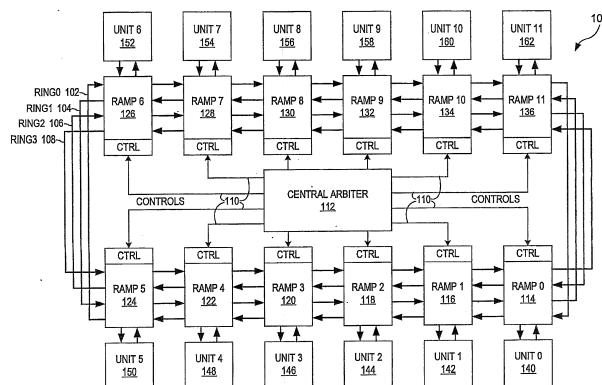 UNIT 6 UNIT 7 UNIT 8 UNIT 9 UNIT 10 UNIT 11 10
152 154 156 158 160 162
RING0 102
RING1 104
RING2 106
RING3 108
RAMP 6 RAMP 7 RAMP 8 RAMP 9 RAMP 10 RAMP 11
126 128 130 132 134 136
CTRL CTRL CTRL CTRL CTRL CTRL
CENTRAL ARBITER
112
CONTROLS 110 110 CONTROLS
CTRL CTRL CTRL CTRL CTRL CTRL
RAMP 5 RAMP 4 RAMP 3 RAMP 2 RAMP 1 RAMP 0
124 122 120 118 116 114
UNIT 5 UNIT 4 UNIT 3 UNIT 2 UNIT 1 UNIT 0
150 148 146 144 142 140